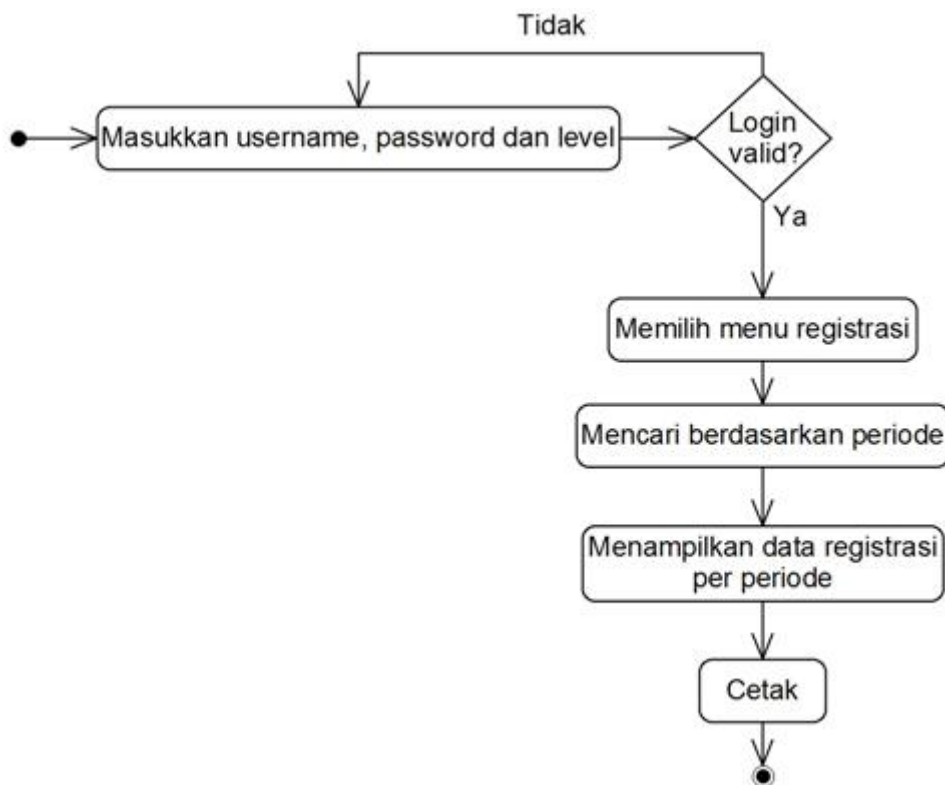 Tidak
Masukkan username, password dan level
Login
valid?
Ya
Memilih menu registrasi
Mencari berdasarkan periode
Menampilkan data registrasi
per periode
Cetak